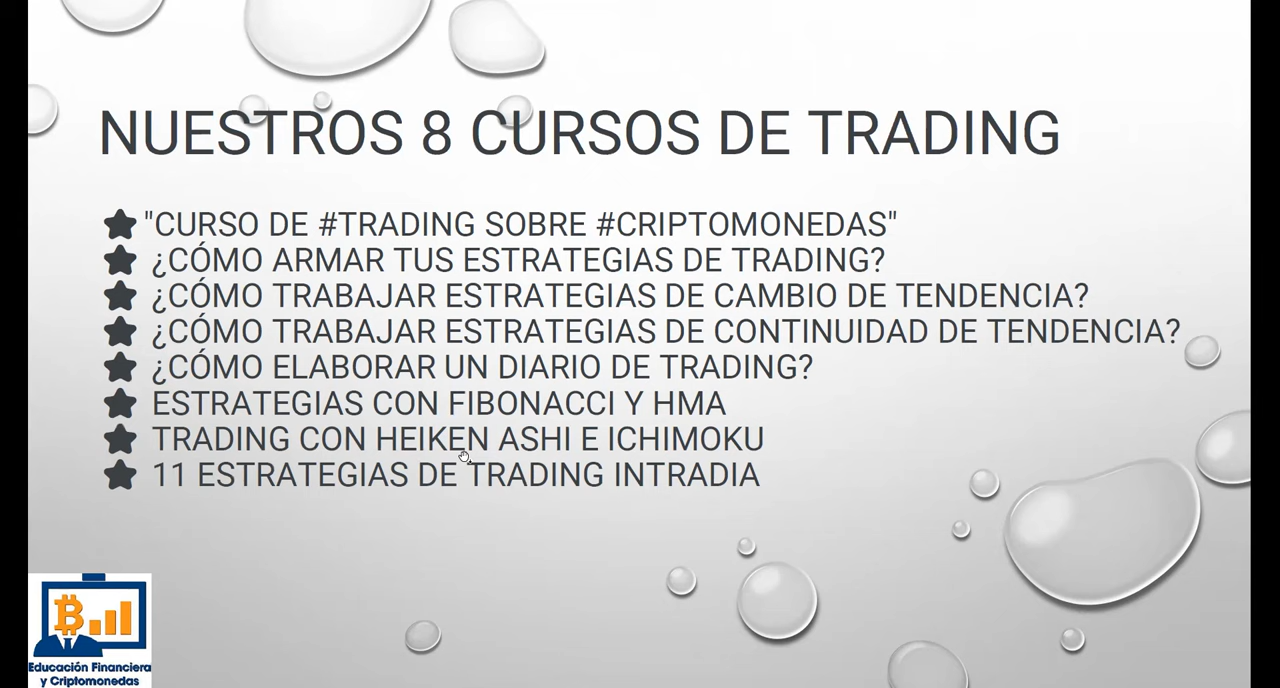 NUESTROS 8 CURSOS DE TRADING
"CURSO DE #TRADING SOBRE #CRIPTOMONEDAS"
¿CÓMO ARMAR TUS ESTRATEGIAS DE TRADING?
¿CÓMO TRABAJAR ESTRATEGIAS DE CAMBIO DE TENDENCIA?
¿CÓMO TRABAJAR ESTRATEGIAS DE CONTINUIDAD DE TENDENCIA?
¿CÓMO ELABORAR UN DIARIO DE TRADING?
ESTRATEGIAS CON FIBONACCI Y HMA
TRADING CON HEIKEN ASHI E ICHIMOKU
11 ESTRATEGIAS DE TRADING INTRADIA
Educación Financiera
y Criptomonedas